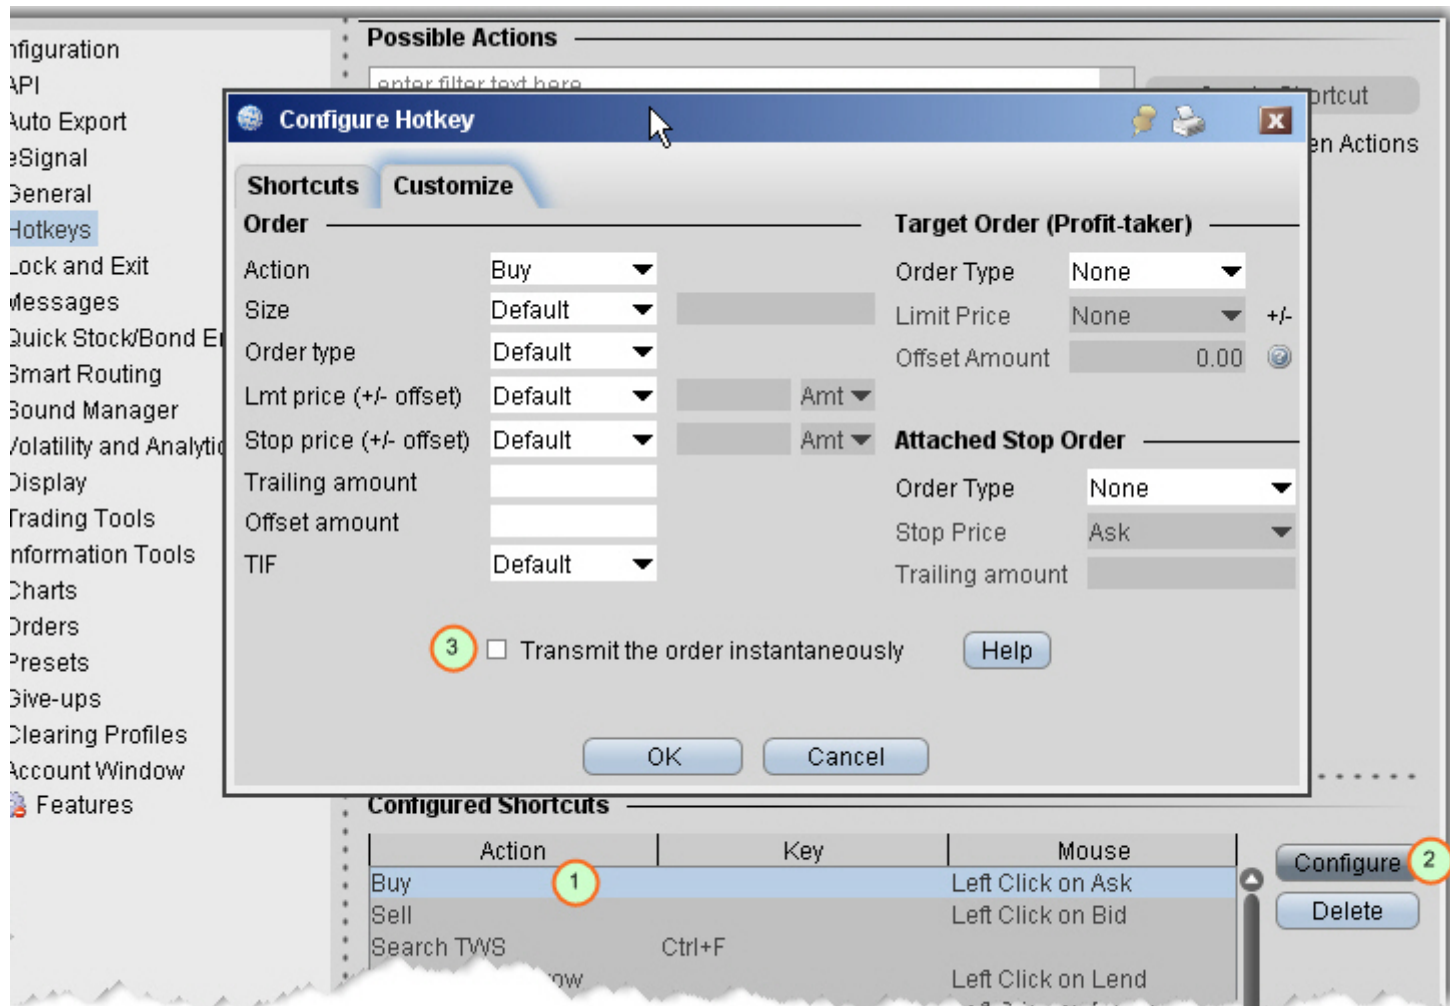 Possible Actions
enter filter text here
nfiguration
API
Auto Export
eSignal
General
Hotkeys
Lock and Exit
Messages
Quick Stock/Bond
Smart Routing
Sound Manager
Volatility and
Display
Trading Tools
Information Tools
Charts
Orders
Presets
Give-ups
Clearing Profiles
Account Window
Features
ortcut
en Actions
Configure Hotkey
Shortcuts Customize
Order
Action Buy
Size Default
Order type Default
Lmt price (+/- offset) Default Amt
Stop price (+/- offset) Default Amt
Trailing amount
Offset amount
TIF Default
Target Order (Profit-taker)
Order Type None
Limit Price None +/-
Offset Amount 0.00
Attached Stop Order
Order Type None
Stop Price Ask
Trailing amount
3 Transmit the order instantaneously Help
OK Cancel
Configured Shortcuts
Action Key Mouse
Buy 1 Left Click on Ask
Sell Left Click on Bid
Search TWS Ctrl+F
Left Click on Lend
Configure 2
Delete